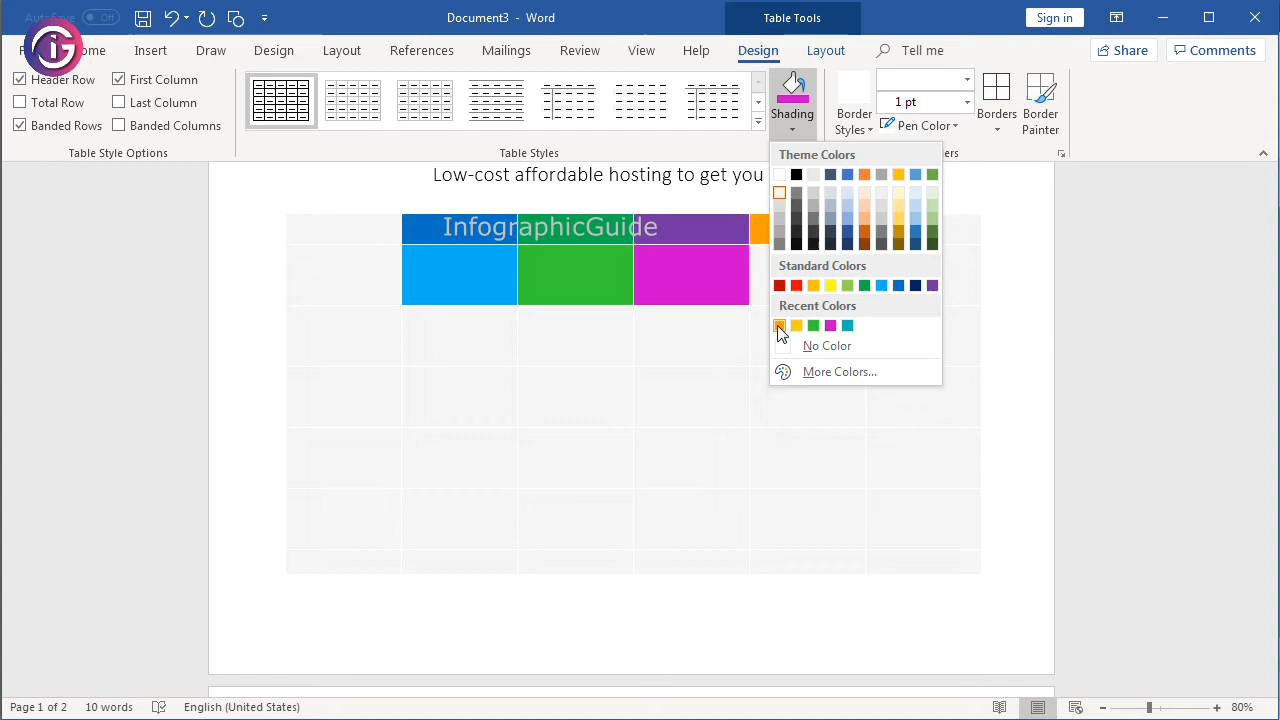 AutoSave Off
Document3 - Word
Table Tools
Sign in
Insert Draw Design Layout References Mailings Review View Help Design Layout Tell me
Share Comments
Header Row First Column
Total Row Last Column
Banded Rows Banded Columns
Table Style Options
Table Styles
Shading
Border Styles
1 pt
Pen Color
Borders
Border Painter
iG
Low-cost affordable hosting to get you
InfographicGuide
Theme Colors
Standard Colors
Recent Colors
No Color
More Colors...
Page 1 of 2 10 words English (United States) 80%